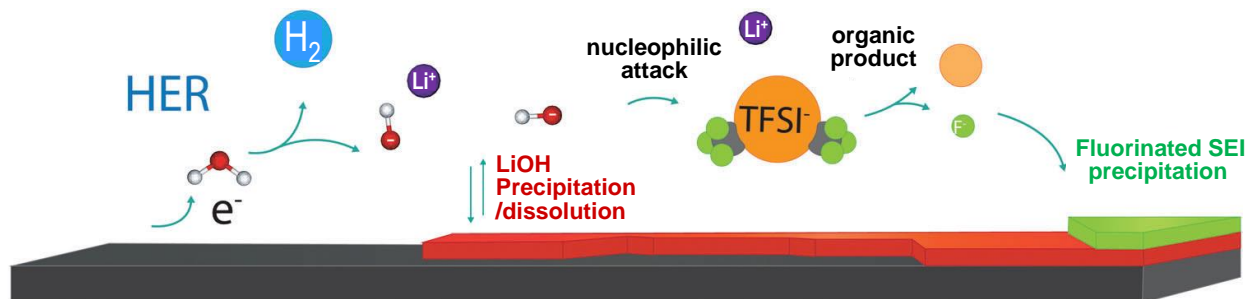 HER
H2
Li+
e-
LiOH
Precipitation
/dissolution
nucleophilic
attack
Li+
TFSI-
organic
product
F-
Fluorinated SEI
precipitation